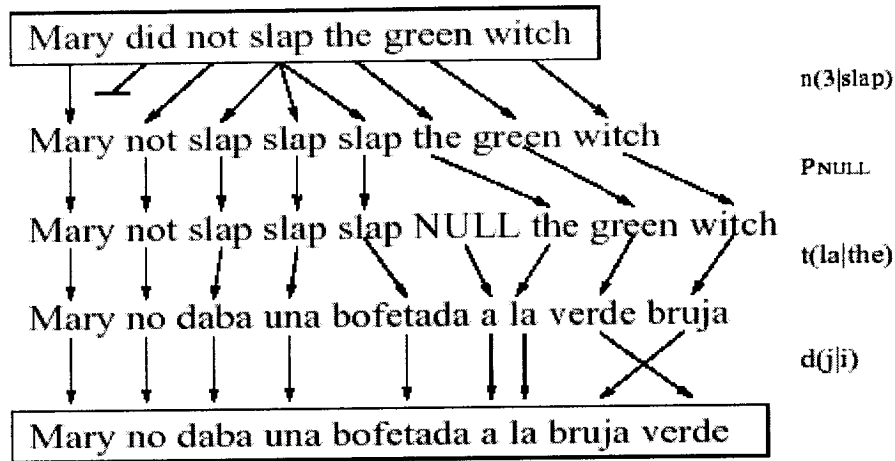 Mary did not slap the green witch
n(3|slap)
Mary not slap slap slap the green witch
PNULL
Mary not slap slap slap NULL the green witch
t(la|the)
Mary no daba una bofetada a la verde bruja
d(j|i)
Mary no daba una bofetada a la bruja verde